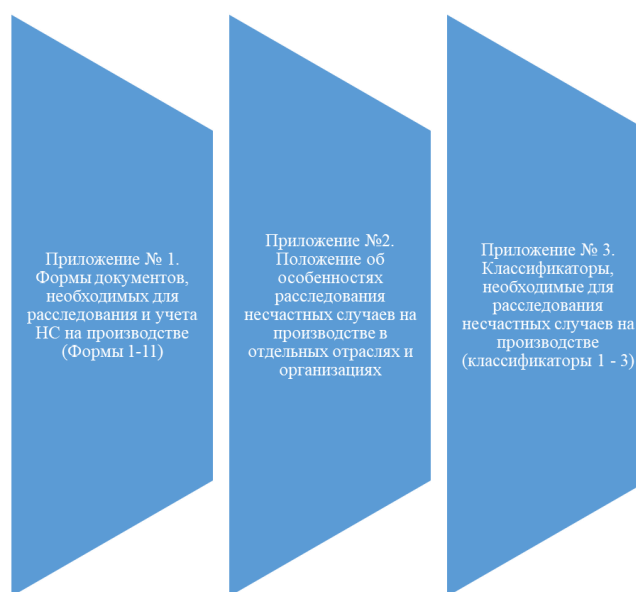 Приложение № 1.
Формы документов,
необходимых для
расследования и учета
НС на производстве
(Формы 1-11)
Приложение №2.
Положение об
особенностях
расследования
несчастных случаев на
производстве в
отдельных отраслях и
организациях
Приложение № 3.
Классификаторы,
необходимые для
расследования
несчастных случаев на
производстве
(классификаторы 1 - 3)